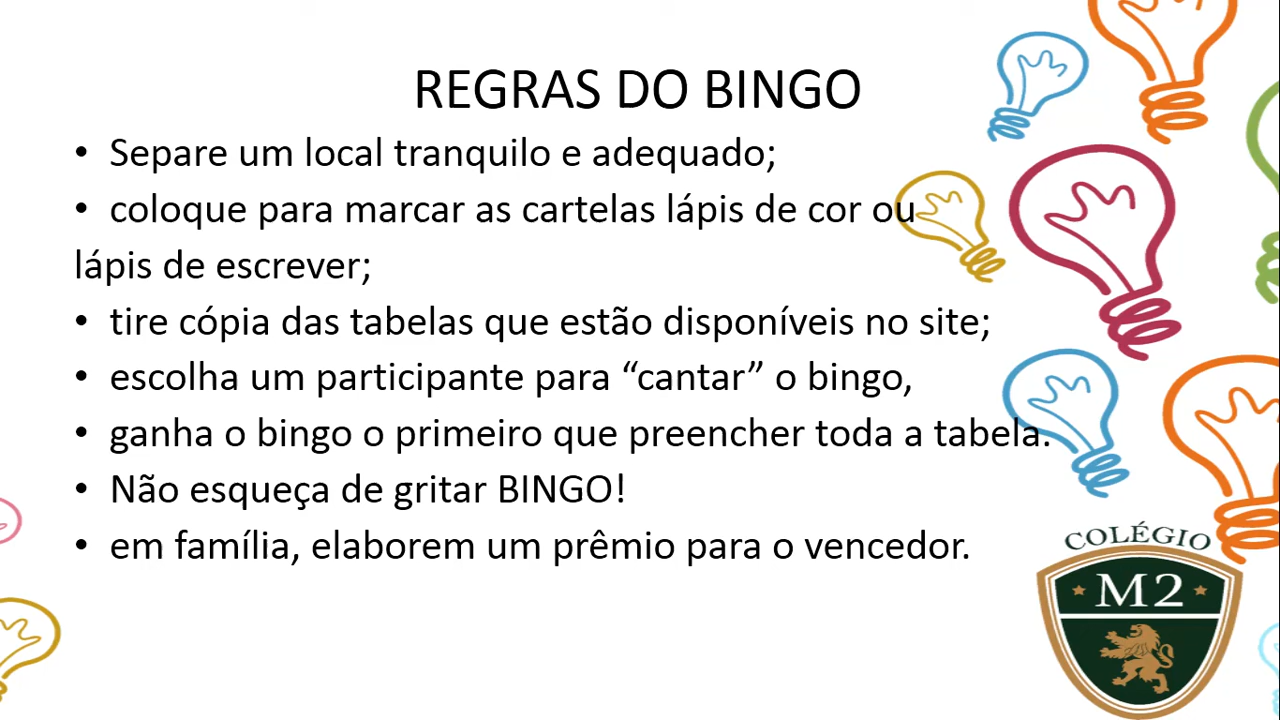 REGRAS DO BINGO
• Separe um local tranquilo e adequado;
• coloque para marcar as cartelas lápis de cor ou
lápis de escrever;
• tire cópia das tabelas que estão disponíveis no site;
• escolha um participante para “cantar” o bingo,
• ganha o bingo o primeiro que preencher toda a tabela.
• Não esqueça de gritar BINGO!
• em família, elaborem um prêmio para o vencedor.
COLÉGIO
M2